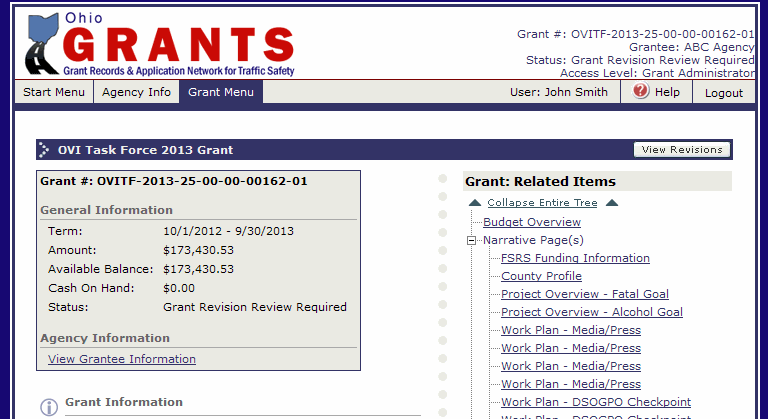 Ohio
GRANTS
Grant Records & Application Network for Traffic Safety
Grant #: OVITF-2013-25-00-00-00162-01
Grantee: ABC Agency
Status: Grant Revision Review Required
Access Level: Grant Administrator
Start Menu Agency Info Grant Menu User: John Smith ? Help Logout
OVI Task Force 2013 Grant View Revisions
Grant #: OVITF-2013-25-00-00-00162-01
General Information
Term: 10/1/2012 - 9/30/2013
Amount: $173,430.53
Available Balance: $173,430.53
Cash On Hand: $0.00
Status: Grant Revision Review Required
Agency Information
View Grantee Information
Grant Information
Grant: Related Items
Collapse Entire Tree
Budget Overview
Narrative Page(s)
FSRS Funding Information
County Profile
Project Overview - Fatal Goal
Project Overview - Alcohol Goal
Work Plan - Media/Press
Work Plan - Media/Press
Work Plan - Media/Press
Work Plan - Media/Press
Work Plan - DSOGPO Checkpoint
Work Plan - DSOGPO Checkpoint